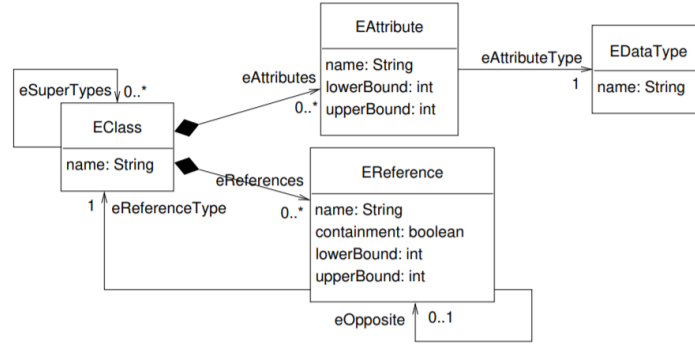 EAttribute
name: String
lowerBound: int
upperBound: int
eAttributeType
1
EDataType
name: String
eSuperTypes
0..*
eAttributes
0..*
EClass
name: String
eReferences
0..*
EReference
name: String
containment: boolean
lowerBound: int
upperBound: int
1
eReferenceType
eOpposite
0..1